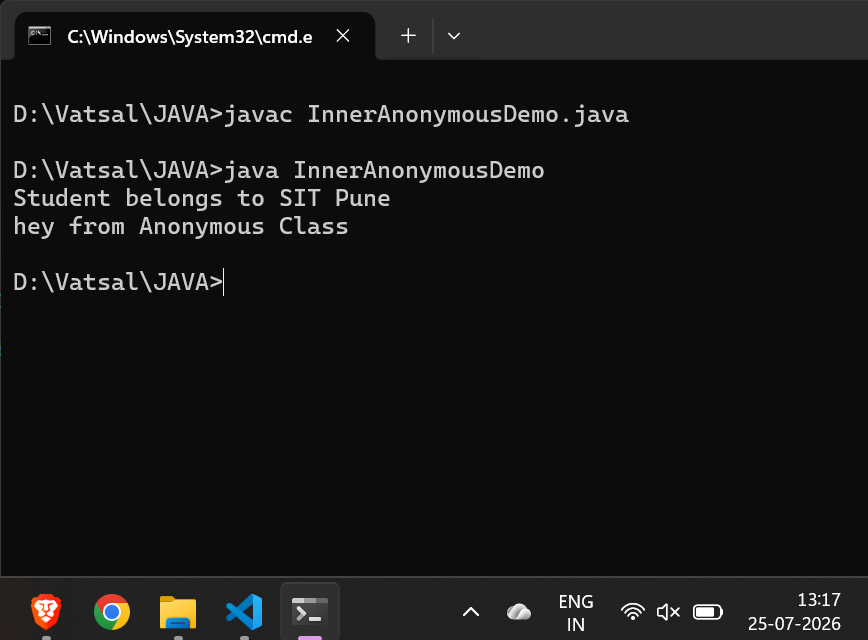 C:\Windows\System32\cmd.e
D:\Vatsal\JAVA>javac InnerAnonymousDemo.java
D:\Vatsal\JAVA>java InnerAnonymousDemo
Student belongs to SIT Pune
hey from Anonymous Class
D:\Vatsal\JAVA>
ENG
IN
13:17
25-07-2026